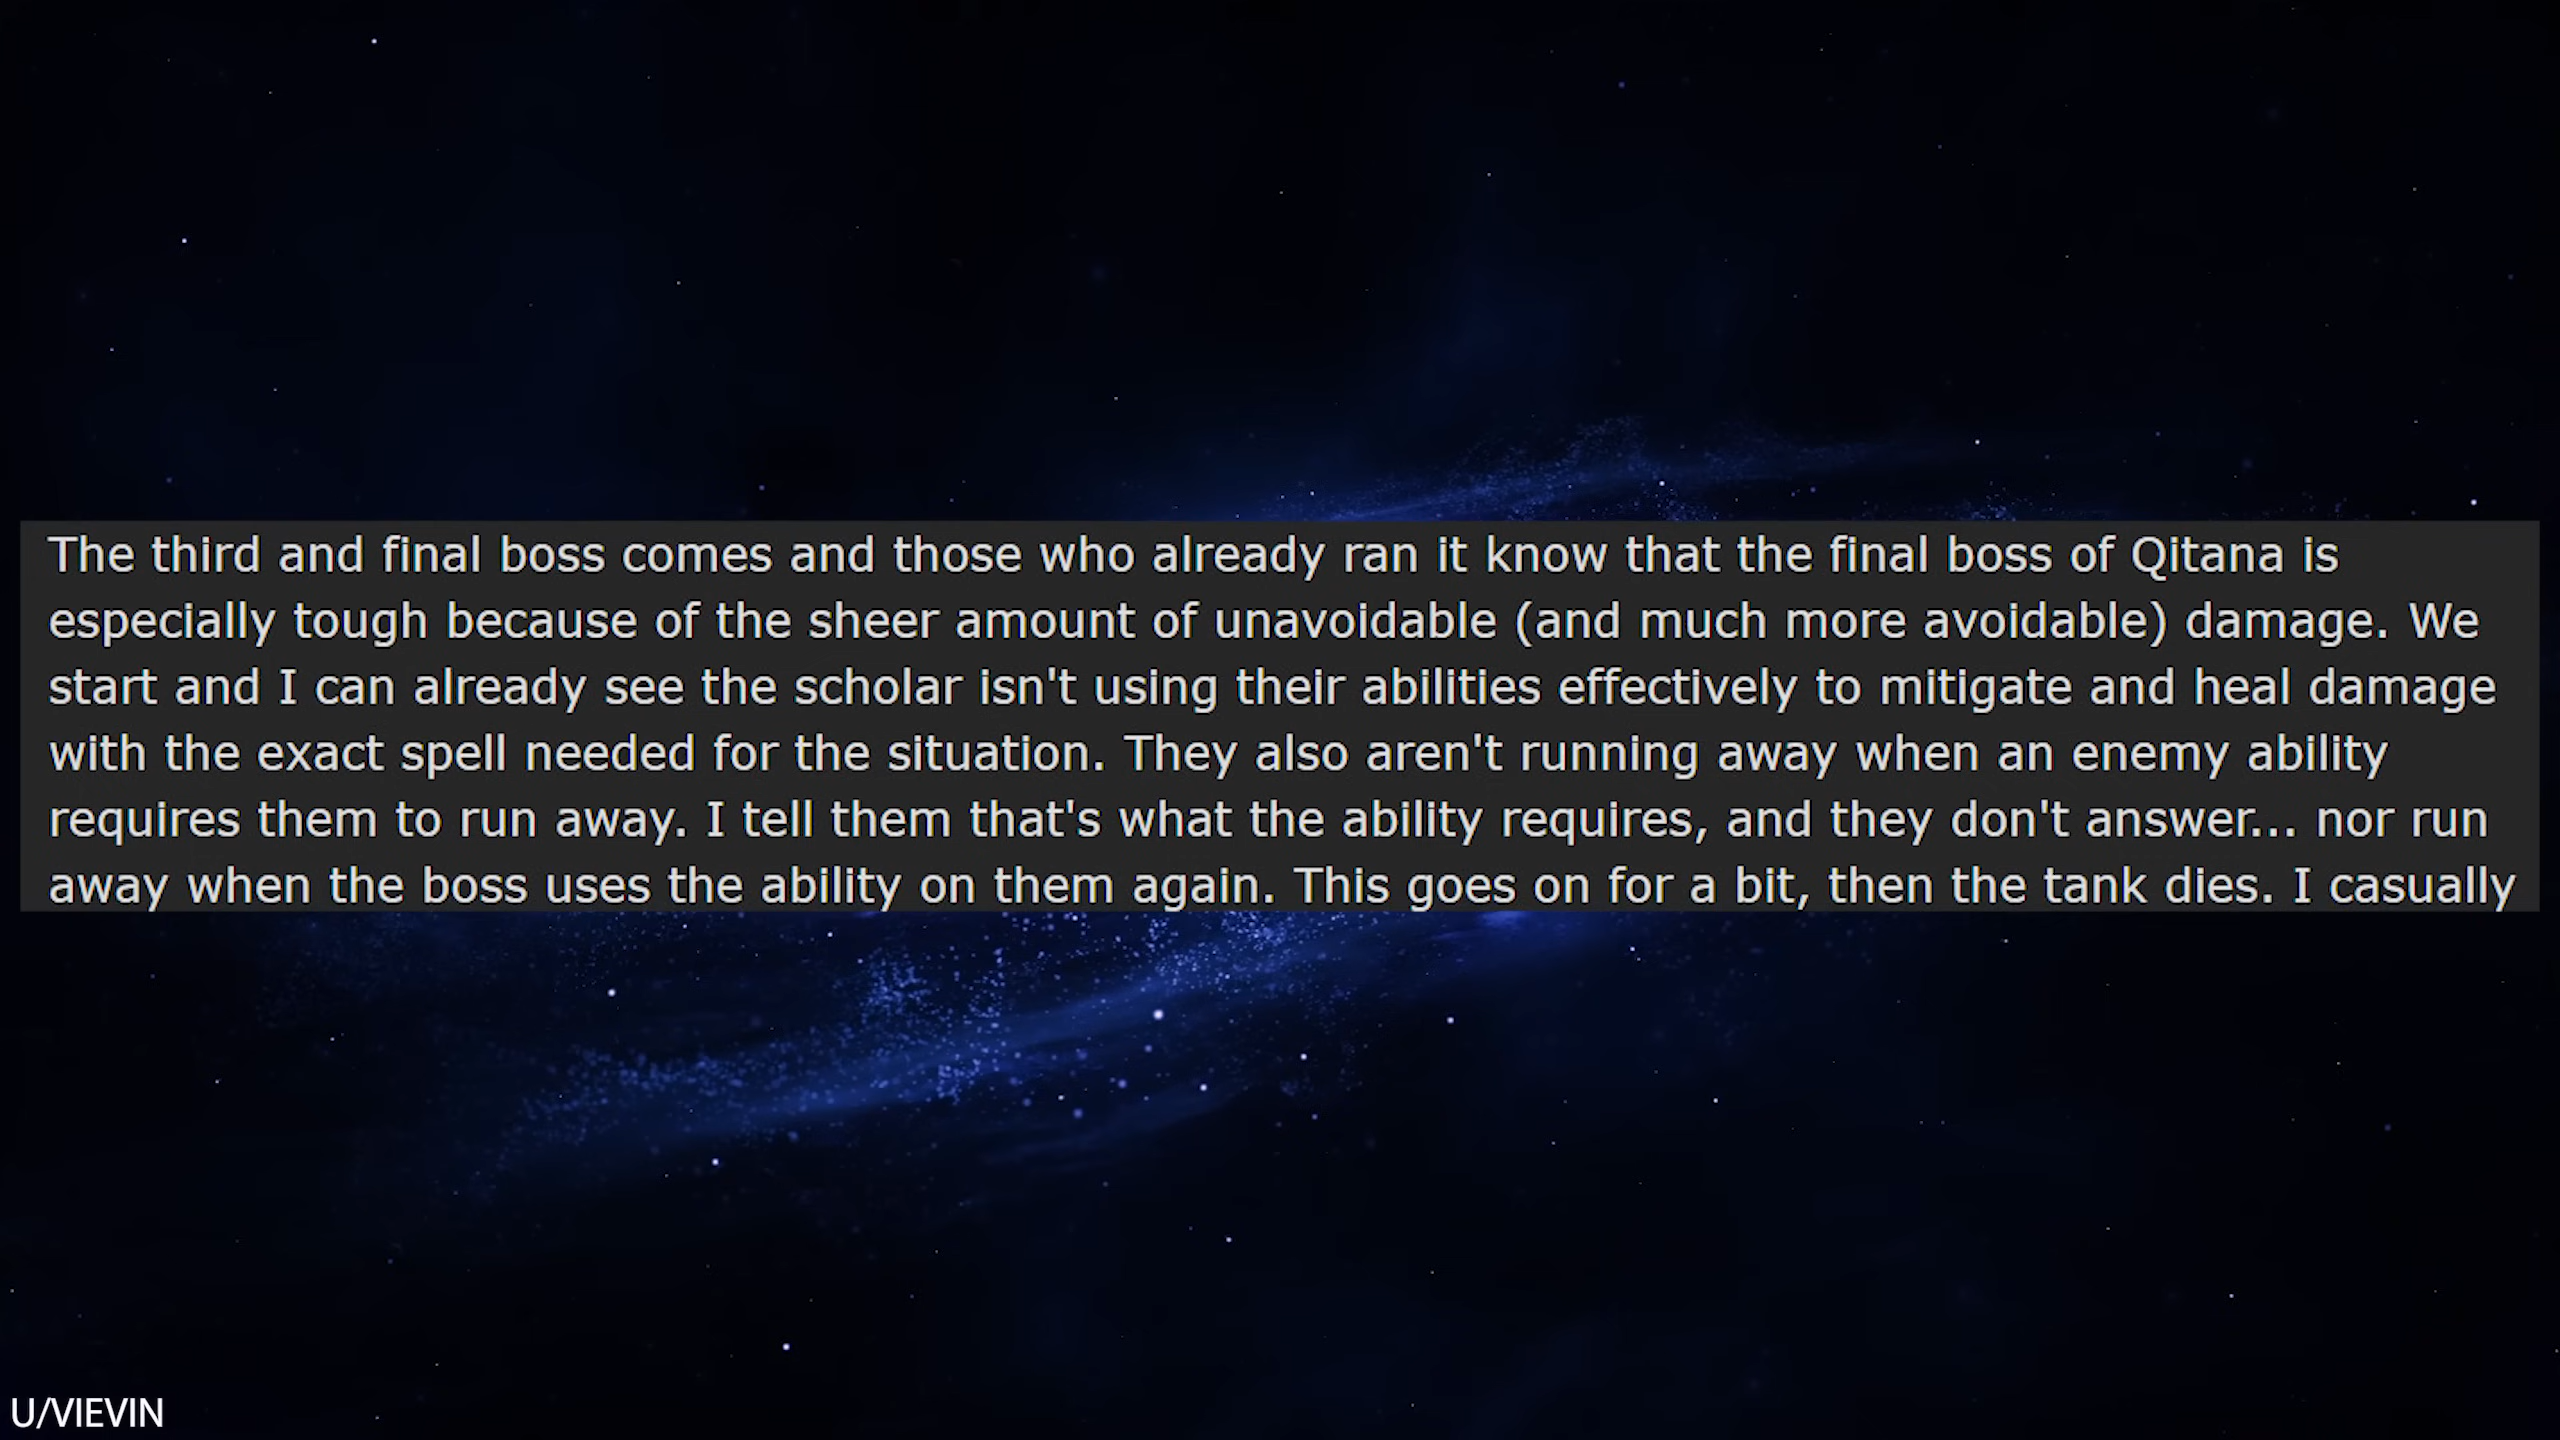 The third and final boss comes and those who already ran it know that the final boss of Qitana is
especially tough because of the sheer amount of unavoidable (and much more avoidable) damage. We
start and I can already see the scholar isn't using their abilities effectively to mitigate and heal damage
with the exact spell needed for the situation. They also aren't running away when an enemy ability
requires them to run away. I tell them that's what the ability requires, and they don't answer... nor run
away when the boss uses the ability on them again. This goes on for a bit, then the tank dies. I casually
U/VIEVIN